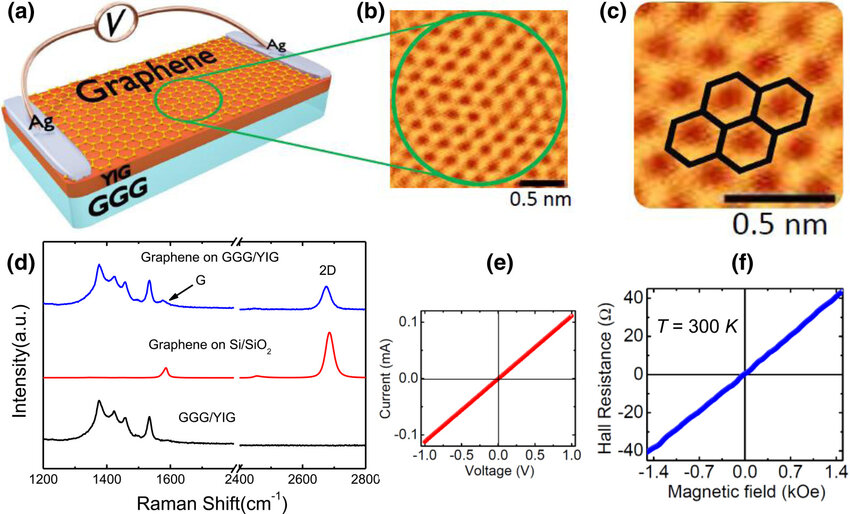 (a)
V
Graphene
Ag
Ag
YIG
GGG
(b)
0.5 nm
(c)
0.5 nm
(d)
Graphene on GGG/YIG
G
2D
Graphene on Si/SiO2
GGG/YIG
Intensity(a.u.)
1200 1400 1600 2400 2600 2800
Raman Shift(cm-1)
(e)
0.1
0.0
-0.1
Current (mA)
-1.0 -0.5 0.0 0.5 1.0
Voltage (V)
(f)
T = 300 K
40
20
0
-20
-40
Hall Resistance (Ω)
-1.4 -0.7 0.0 0.7 1.4
Magnetic field (kOe)